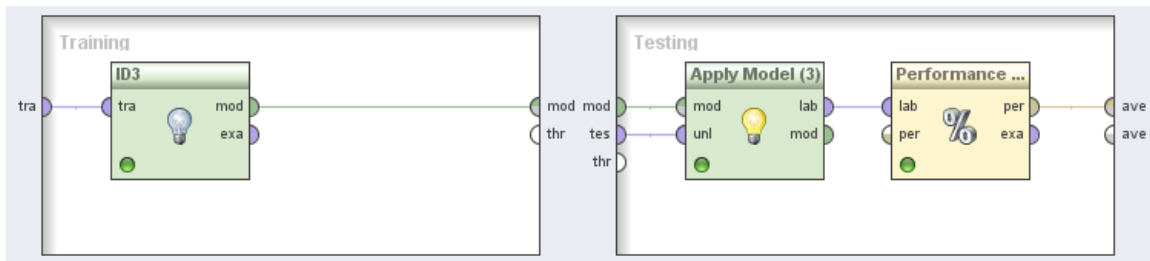 Training
Testing
ID3
Apply Model (3)
Performance ...
tra
tra
mod
mod
mod
mod
lab
lab
per
ave
exa
thr
tes
unl
mod
per
exa
ave
thr